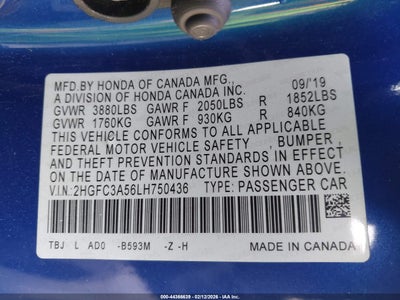 MFD.BY HONDA OF CANADA MFG.,
A DIVISION OF HONDA CANADA INC. 09/'19
GVWR 3880LBS GAWR F 2050LBS R 1852LBS
GVWR 1760KG GAWR F 930KG R 840KG
THIS VEHICLE CONFORMS TO ALL APPLICABLE
FEDERAL MOTOR VEHICLE SAFETY , BUMPER ,
AND THEFT PREVENTION STANDARDS IN EFFECT
ON THE DATE OF MANUFACTURE SHOWN ABOVE.
V.I.N: 2HGFC3A56LH750436 TYPE: PASSENGER CAR
TBJ L AD0 -B593M -Z -H
MADE IN CANADA
000-44388639 - 02/12/2026 - IAA Inc.